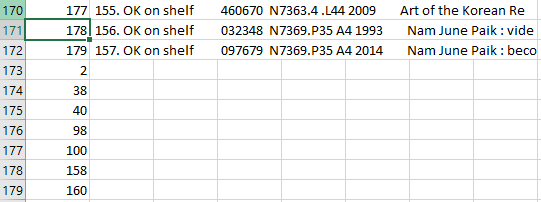 170 177 155. OK on shelf 460670 N7363.4 .L44 2009 Art of the Korean Re
171 178 156. OK on shelf 032348 N7369.P35 A4 1993 Nam June Paik : vide
172 179 157. OK on shelf 097679 N7369.P35 A4 2014 Nam June Paik : beco
173 2
174 38
175 40
176 98
177 100
178 158
179 160